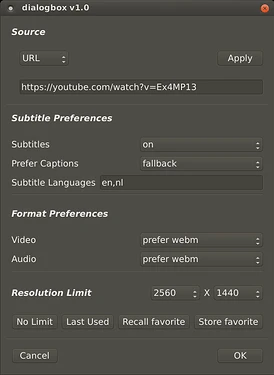 dialogbox v1.0
Source
URL Apply
https://youtube.com/watch?v=Ex4MP13
Subtitle Preferences
Subtitles on
Prefer Captions fallback
Subtitle Languages en,nl
Format Preferences
Video prefer webm
Audio prefer webm
Resolution Limit 2560 X 1440
No Limit Last Used Recall favorite Store favorite
Cancel OK